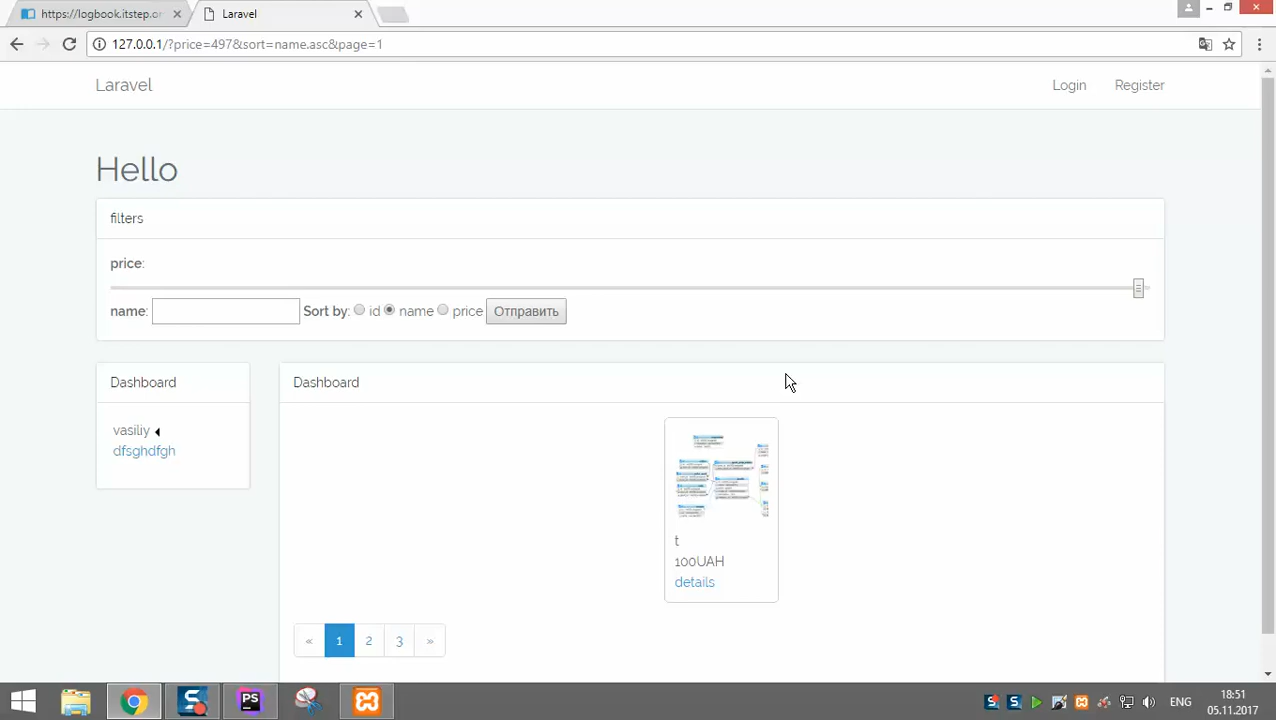 https://logbook.itstep.or
Laravel
127.0.0.1/?price=497&sort=name.asc&page=1
Laravel
Login
Register
Hello
filters
price:
name:
Sort by: id name price Отправить
Dashboard
vasiliy
dfsghdfgh
Dashboard
t
100UAH
details
« 1 2 3 »
PS
ENG
18:51
05.11.2017